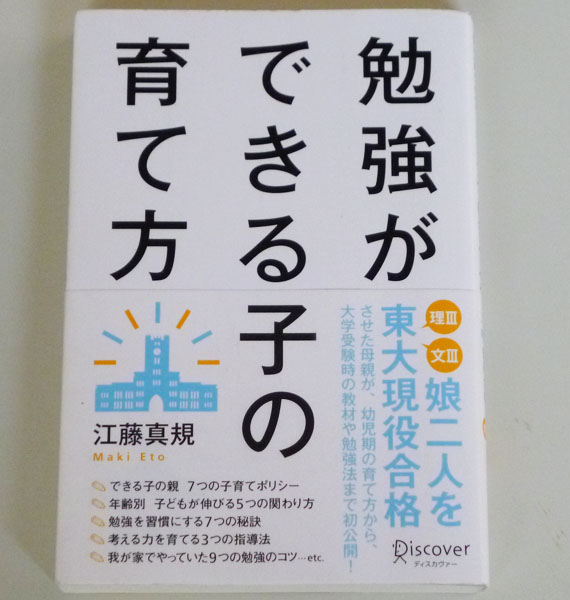 勉強が
できる子の
育て方
理Ⅲ
文Ⅲ
娘二人を
東大現役合格
させた母親が、幼児期の育て方から、
大学受験時の教材や勉強法まで初公開！
江藤真規
Maki Eto
できる子の親 7つの子育てポリシー
年齢別 子どもが伸びる5つの関わり方
勉強を習慣にする7つの秘訣
考える力を育てる3つの指導法
我が家でやっていた9つの勉強のコツ…etc.
Discover
ディスカヴァー